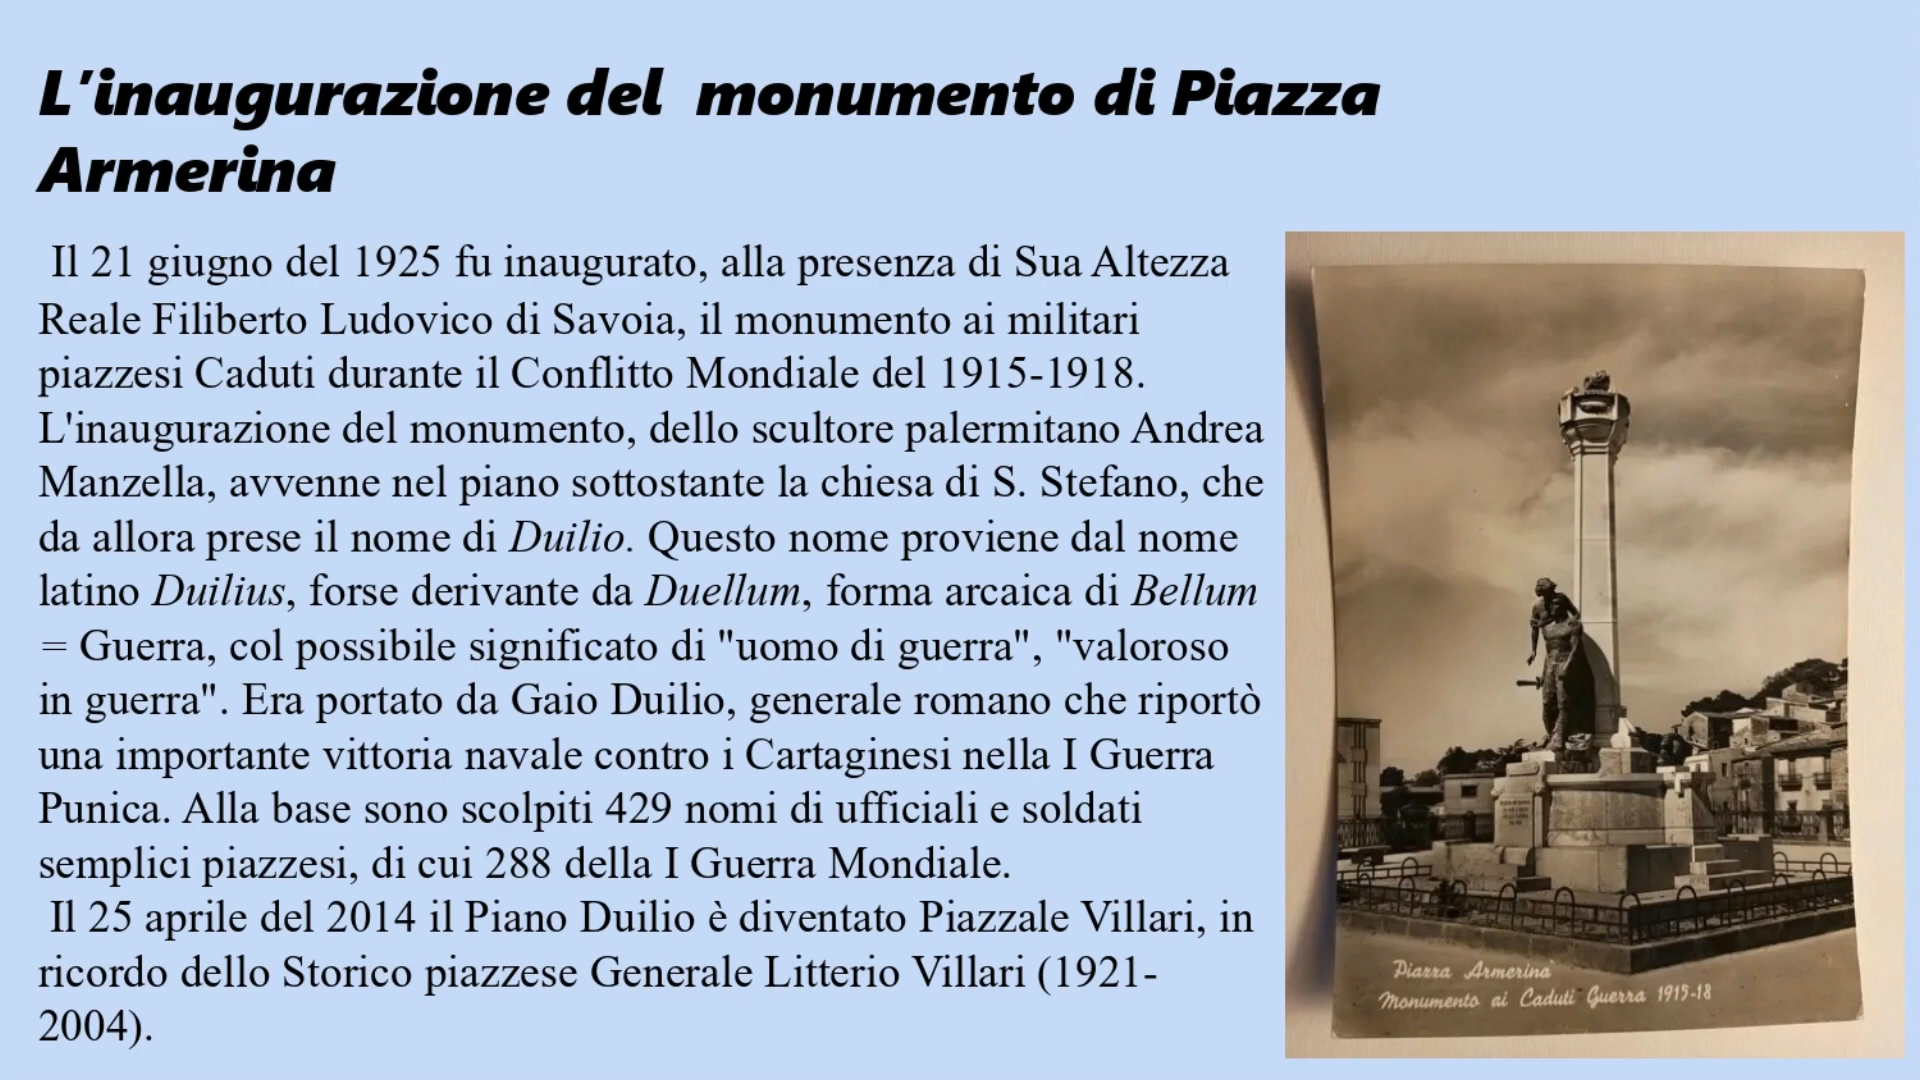 L'inaugurazione del monumento di Piazza
Armerina
Il 21 giugno del 1925 fu inaugurato, alla presenza di Sua Altezza
Reale Filiberto Ludovico di Savoia, il monumento ai militari
piazzesi Caduti durante il Conflitto Mondiale del 1915-1918.
L'inaugurazione del monumento, dello scultore palermitano Andrea
Manzella, avvenne nel piano sottostante la chiesa di S. Stefano, che
da allora prese il nome di Duilio. Questo nome proviene dal nome
latino Duilius, forse derivante da Duellum, forma arcaica di Bellum
= Guerra, col possibile significato di "uomo di guerra", "valoroso
in guerra". Era portato da Gaio Duilio, generale romano che riportò
una importante vittoria navale contro i Cartaginesi nella I Guerra
Punica. Alla base sono scolpiti 429 nomi di ufficiali e soldati
semplici piazzesi, di cui 288 della I Guerra Mondiale.
Il 25 aprile del 2014 il Piano Duilio è diventato Piazzale Villari, in
ricordo dello Storico piazzese Generale Litterio Villari (1921-
2004).
Piazza Armerina
Monumento ai Caduti Guerra 1915-18